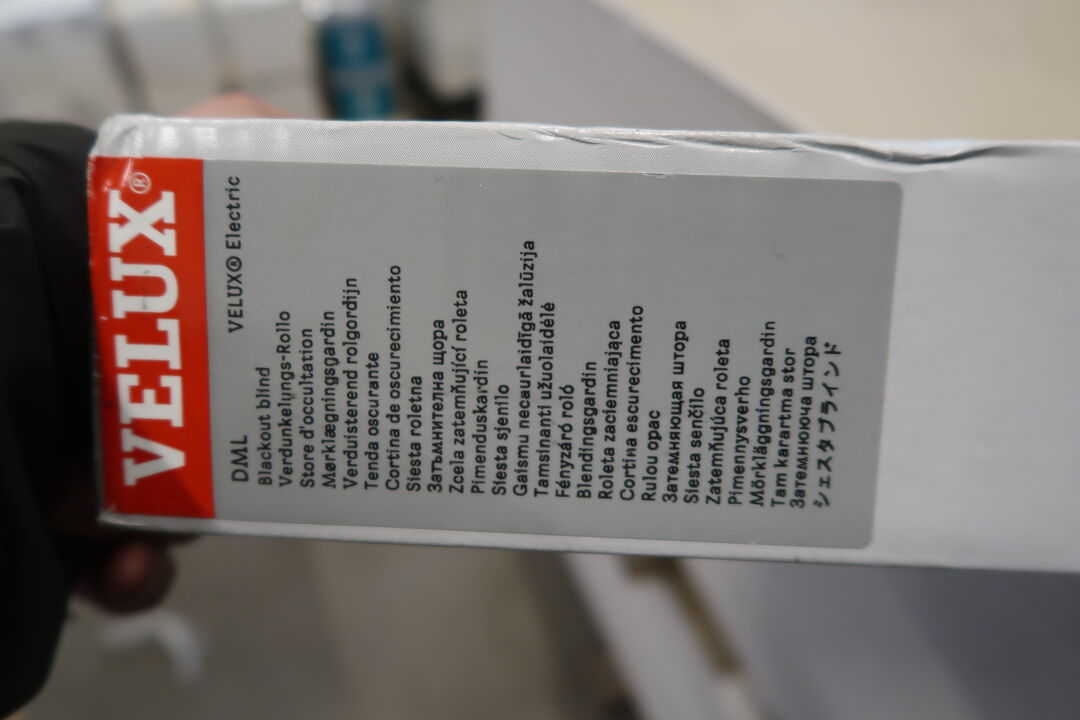 VELUX®
DML VELUX® Electric
Blackout blind
Verdunkelungs-Rollo
Store d'occultation
Mørklægningsgardin
Verduisterend rolgordijn
Tenda oscurante
Cortina de oscurecimiento
Siesta roletna
Затъмнителна щора
Zcela zatemňující roleta
Pimenduskardin
Siesta sjenilo
Gaismu necaurlaidīgā žalūzija
Tamsinanti užuolaidėlė
Fényzáró roló
Blendingsgardin
Roleta zaciemniająca
Cortina escurecimento
Rulou opac
Затемняющая штора
Siesta senčilo
Zatemňujúca roleta
Pimennysverho
Mörkläggningsgardin
Tam karartma stor
Затемнююча штора
シエスタブラインド